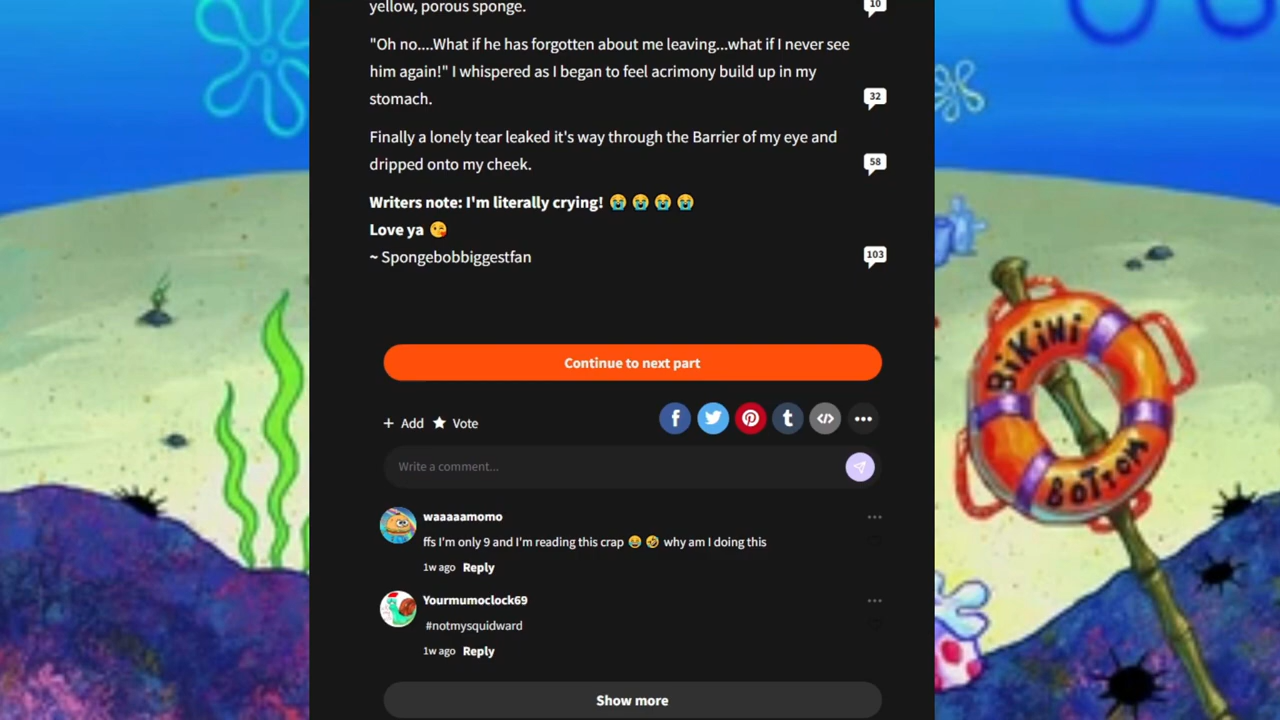 yellow, porous sponge.
10
"Oh no....What if he has forgotten about me leaving...what if I never see
him again!" I whispered as I began to feel acrimony build up in my
stomach.
32
Finally a lonely tear leaked it's way through the Barrier of my eye and
dripped onto my cheek.
58
Writers note: I'm literally crying! 😭 😭 😭 😭
Love ya 😘
~ Spongebobbiggestfan
103
Continue to next part
+ Add ★ Vote
Write a comment...
waaaaamomo
ffs I'm only 9 and I'm reading this crap 😂 🤣 why am I doing this
1w ago Reply
Yourmumoclock69
#notmysquidward
1w ago Reply
Show more
BIKINI
BOTTOM